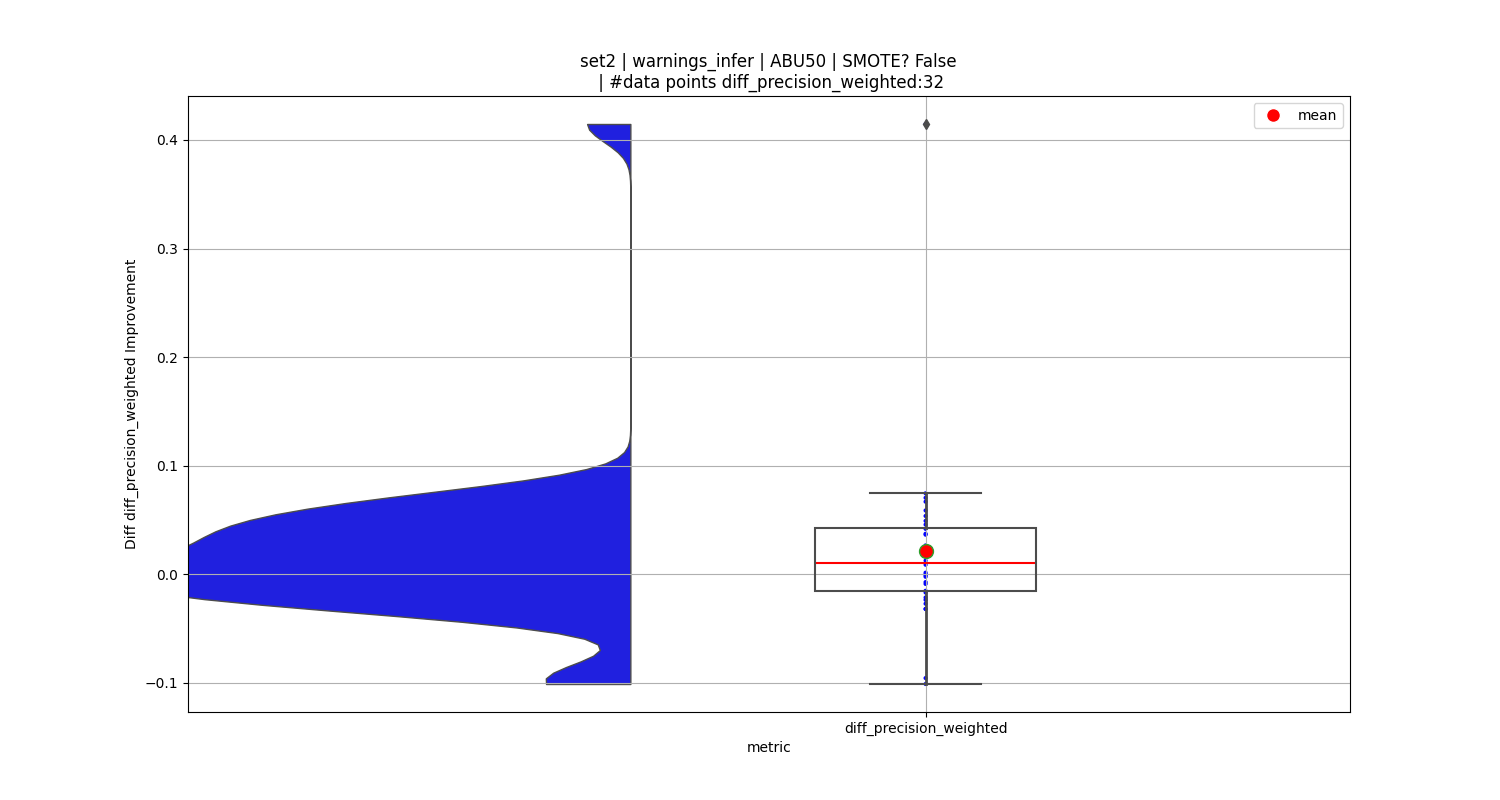 set2 | warnings_infer | ABU50 | SMOTE? False
| #data points diff_precision_weighted:32
mean
0.4
0.3
0.2
0.1
0.0
−0.1
Diff diff_precision_weighted Improvement
diff_precision_weighted
metric